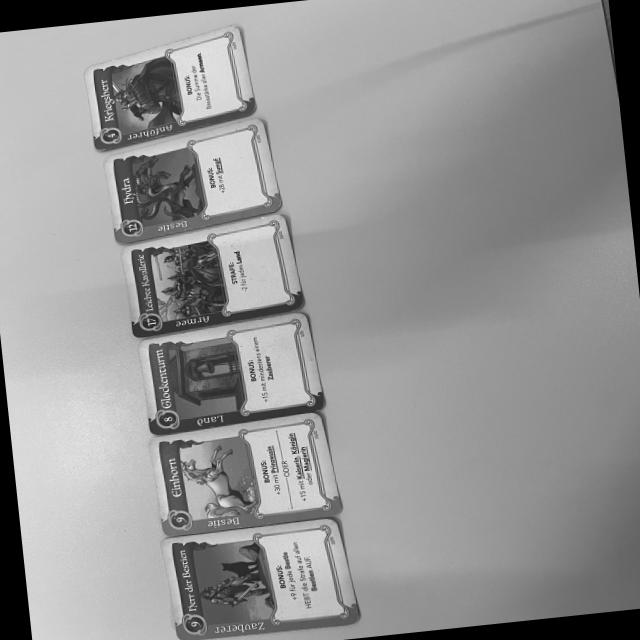 4 Kriegsherr
Anführer
BONUS:
Die Summe der
Basisstärke aller Armeen
12 Hydra
Bestie
BONUS:
+28 mit Sumpf
17 Leichte Kavallerie
Armee
STRAFE:
-2 für jedes Land
8 Glockenturm
Land
BONUS:
+15 mit mindestens einem
Zauberer
9 Einhorn
Bestie
BONUS:
+30 mit Prinzessin
ODER
+15 mit Kaiserin, Königin
oder Magierin
9 Herr der Bestien
Zauberer
BONUS:
+9 für jede Bestie
HEBT die Strafe auf allen
Bestien AUF.